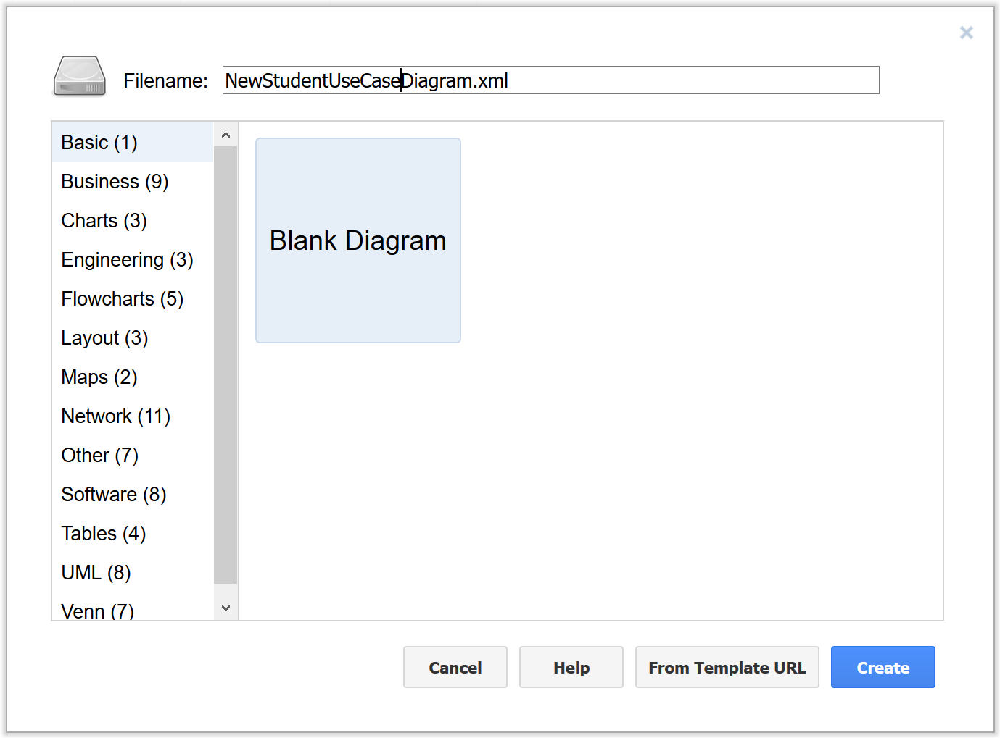 Filename: NewStudentUseCaseDiagram.xml
Basic (1)
Business (9)
Charts (3)
Engineering (3)
Flowcharts (5)
Layout (3)
Maps (2)
Network (11)
Other (7)
Software (8)
Tables (4)
UML (8)
Venn (7)
Blank Diagram
Cancel
Help
From Template URL
Create